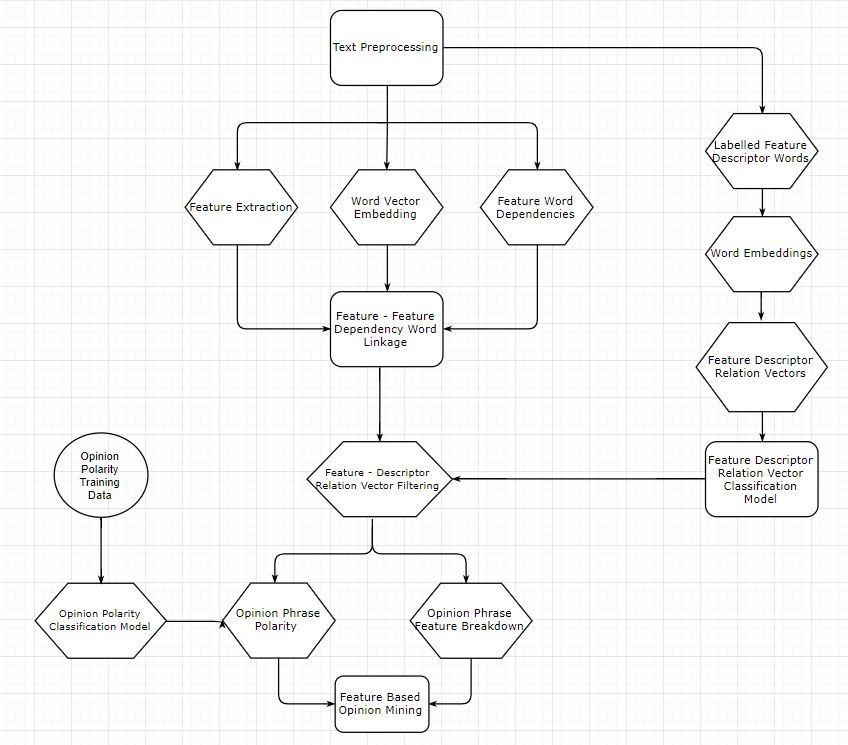 Text Preprocessing
Labelled Feature
Descriptor Words
Feature Extraction
Word Vector
Embedding
Feature Word
Dependencies
Word Embeddings
Feature - Feature
Dependency Word
Linkage
Feature Descriptor
Relation Vectors
Opinion
Polarity
Training
Data
Feature - Descriptor
Relation Vector Filtering
Feature Descriptor
Relation Vector
Classification
Model
Opinion Polarity
Classification Model
Opinion Phrase
Polarity
Opinion Phrase
Feature Breakdown
Feature Based
Opinion Mining